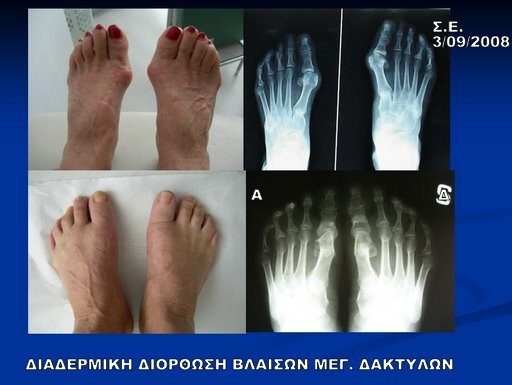 Σ.Ε.
3/09/2008
Α
Δ
ΔΙΑΔΕΡΜΙΚΗ ΔΙΟΡΘΩΣΗ ΒΛΑΙΣΩΝ ΜΕΓ. ΔΑΚΤΥΛΩΝ